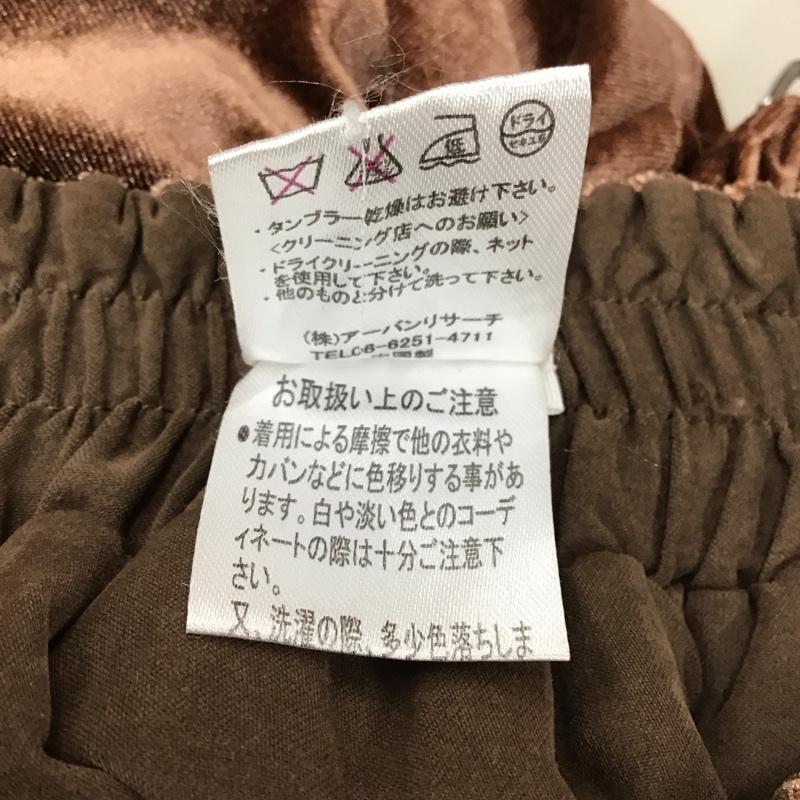 低
ドライ
セキユ系
・タンブラー乾燥はお避け下さい。
<クリーニング店へのお願い>
・ドライクリーニングの際、ネット
を使用して下さい。
・他のものと分けて洗って下さい。
(株)アーバンリサーチ
TEL06-6251-4711
中国製
お取扱い上のご注意
●着用による摩擦で他の衣料や
カバンなどに色移りする事があ
ります。白や淡い色とのコーデ
ィネートの際は十分ご注意下
さい。
又、洗濯の際、多少色落ちしま